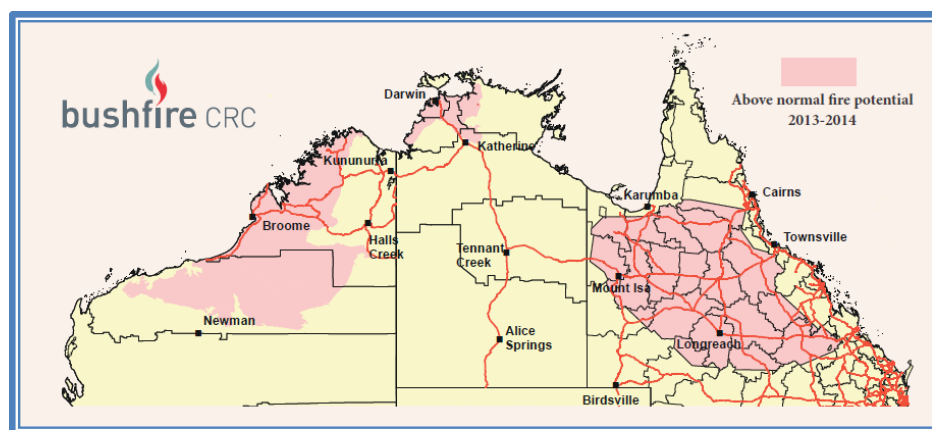 bushfire CRC
Above normal fire potential
2013-2014
Darwin
Katherine
Kununurra
Broome
Halls
Creek
Tennant
Creek
Newman
Alice
Springs
Karumba
Cairns
Townsville
Mount Isa
Longreach
Birdsville